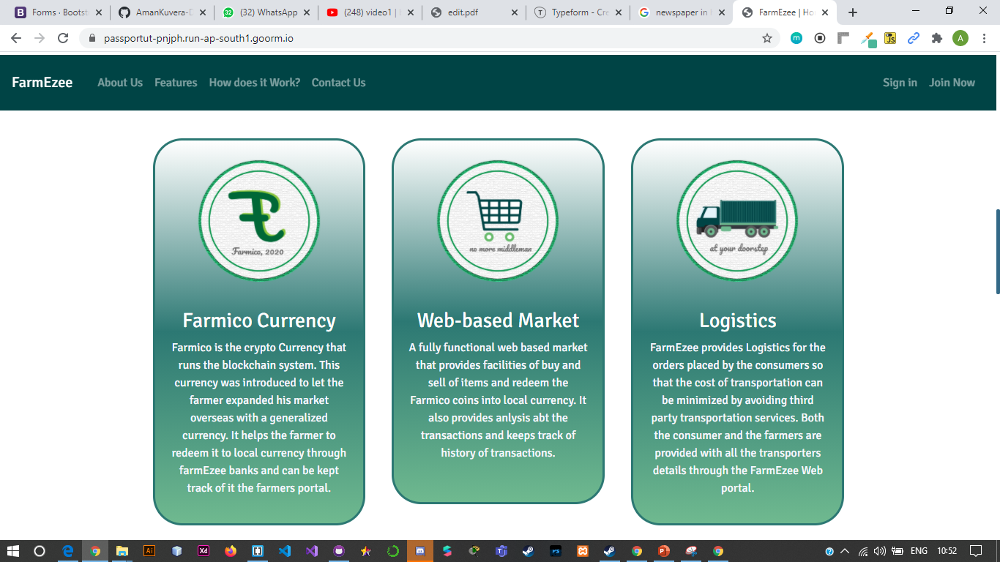 Forms · Bootst
AmanKuvera-D
(32) WhatsApp
(248) video1 |
edit.pdf
Typeform - Cre
newspaper in
FarmEzee | Ho
passportut-pnjph.run-ap-south1.goorm.io
FarmEzee
About Us
Features
How does it Work?
Contact Us
Sign in
Join Now
Farmico, 2020
Farmico Currency
Farmico is the crypto Currency that
runs the blockchain system. This
currency was introduced to let the
farmer expanded his market
overseas with a generalized
currency. It helps the farmer to
redeem it to local currency through
farmEzee banks and can be kept
track of it the farmers portal.
no more middleman
Web-based Market
A fully functional web based market
that provides facilities of buy and
sell of items and redeem the
Farmico coins into local currency. It
also provides anlysis abt the
transactions and keeps track of
history of transactions.
at your doorstep
Logistics
FarmEzee provides Logistics for the
orders placed by the consumers so
that the cost of transportation can
be minimized by avoiding third
party transportation services. Both
the consumer and the farmers are
provided with all the transporters
details through the FarmEzee Web
portal.
ENG
10:52